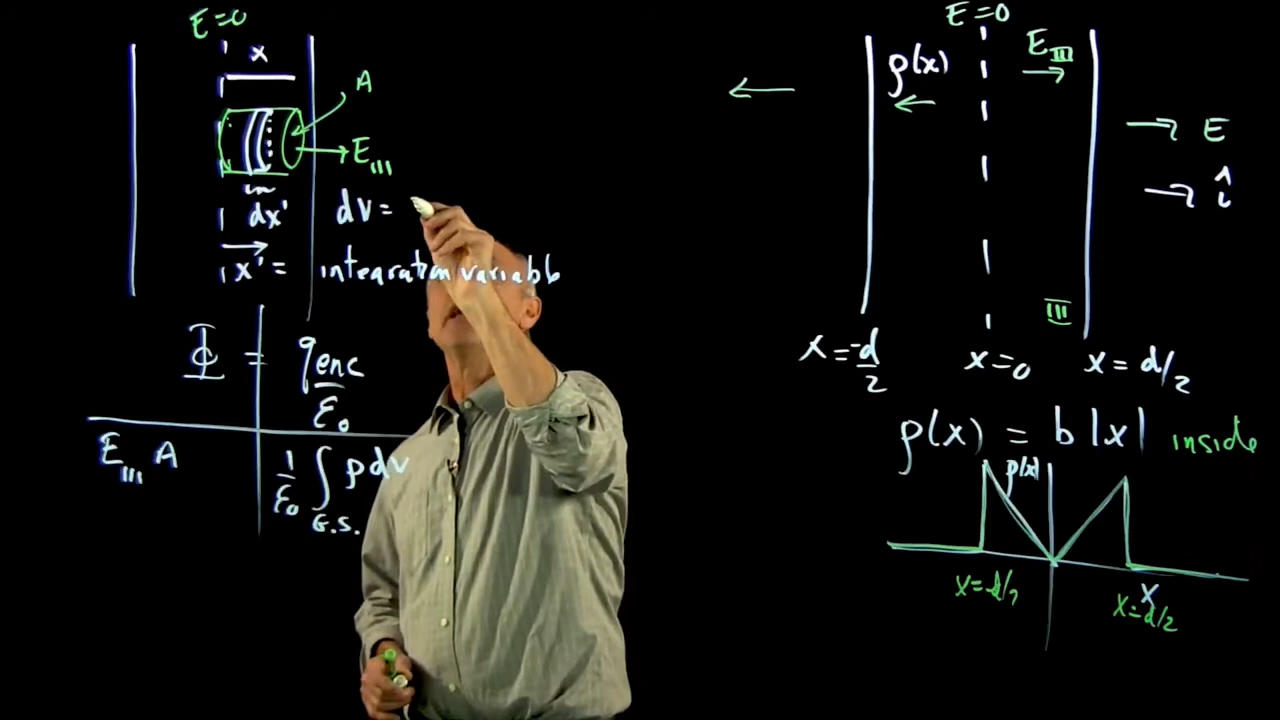 E=0
x
A
E_III
dx'
dv =
x' = integration variable
Φ = q_enc / ε₀
E_III A
1/ε₀ ∫ ρdv
G.S.
E=0
E_III
ρ(x)
E
î
III
x = -d/2
x=0
x = d/2
ρ(x) = b|x| inside
ρ(x)
x=-d/2
x
x=d/2